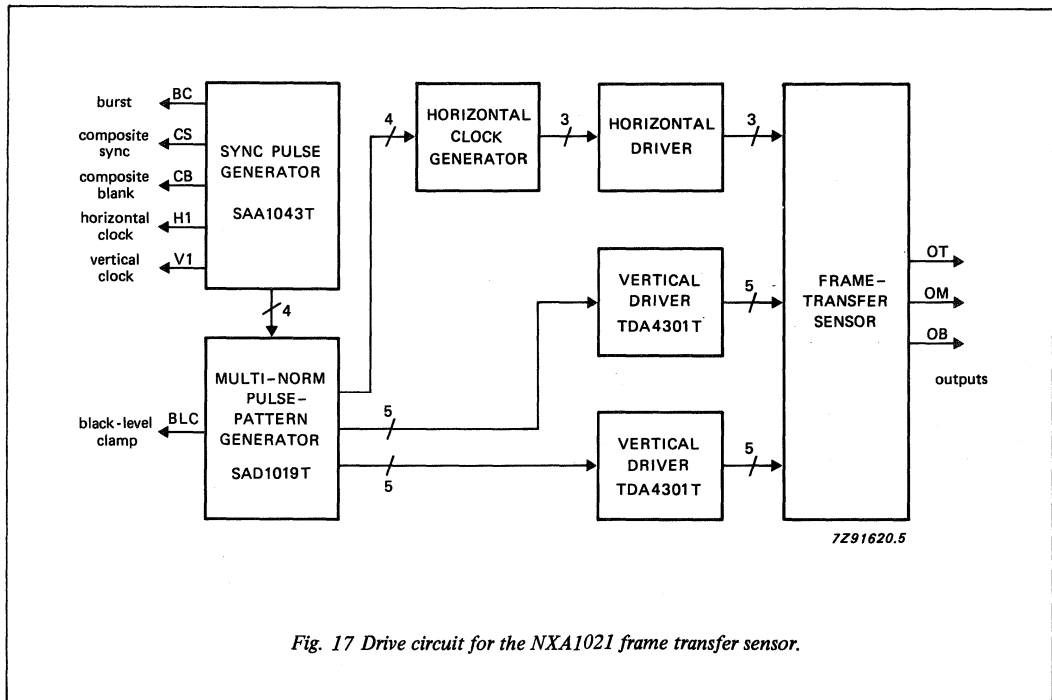 burst
BC
composite
sync
CS
composite
blank
CB
horizontal
clock
H1
vertical
clock
V1
SYNC PULSE
GENERATOR
SAA1043T
4
MULTI-NORM
PULSE-
PATTERN
GENERATOR
SAD1019T
black-level
clamp
BLC
4
5
5
HORIZONTAL
CLOCK
GENERATOR
3
HORIZONTAL
DRIVER
3
VERTICAL
DRIVER
TDA4301T
5
VERTICAL
DRIVER
TDA4301T
5
FRAME-
TRANSFER
SENSOR
OT
OM
OB
outputs
7Z91620.5
Fig. 17 Drive circuit for the NXA1021 frame transfer sensor.